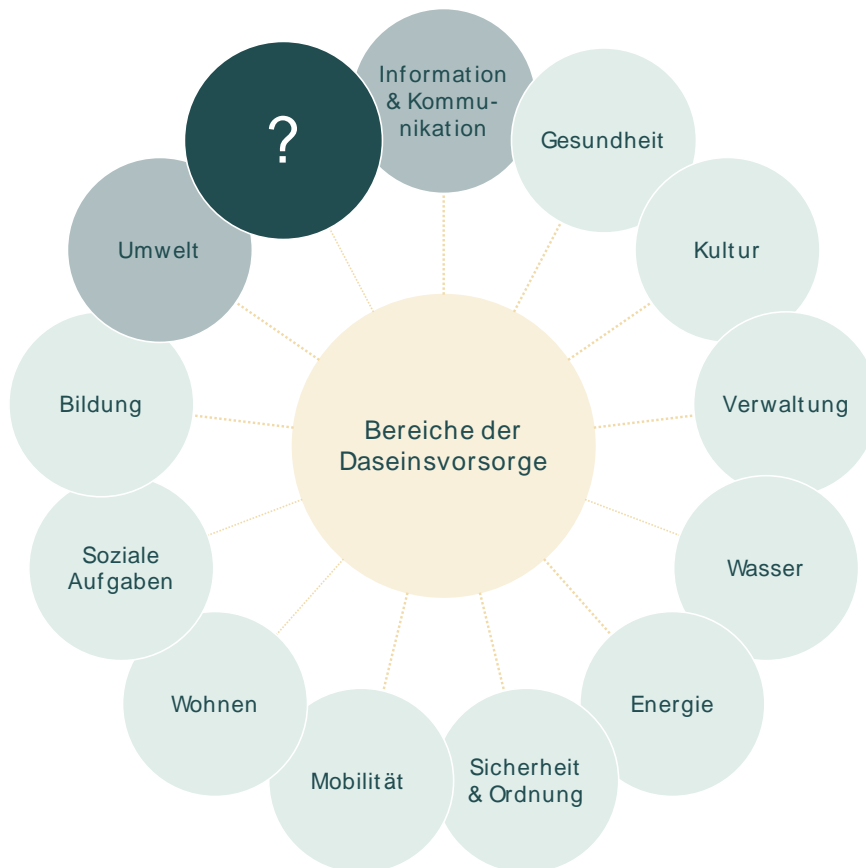 Information
& Kommu-
nikation
?
Gesundheit
Umwelt
Kultur
Bildung
Verwaltung
Bereiche der
Daseinsvorsorge
Soziale
Aufgaben
Wasser
Wohnen
Energie
Mobilität
Sicherheit
& Ordnung